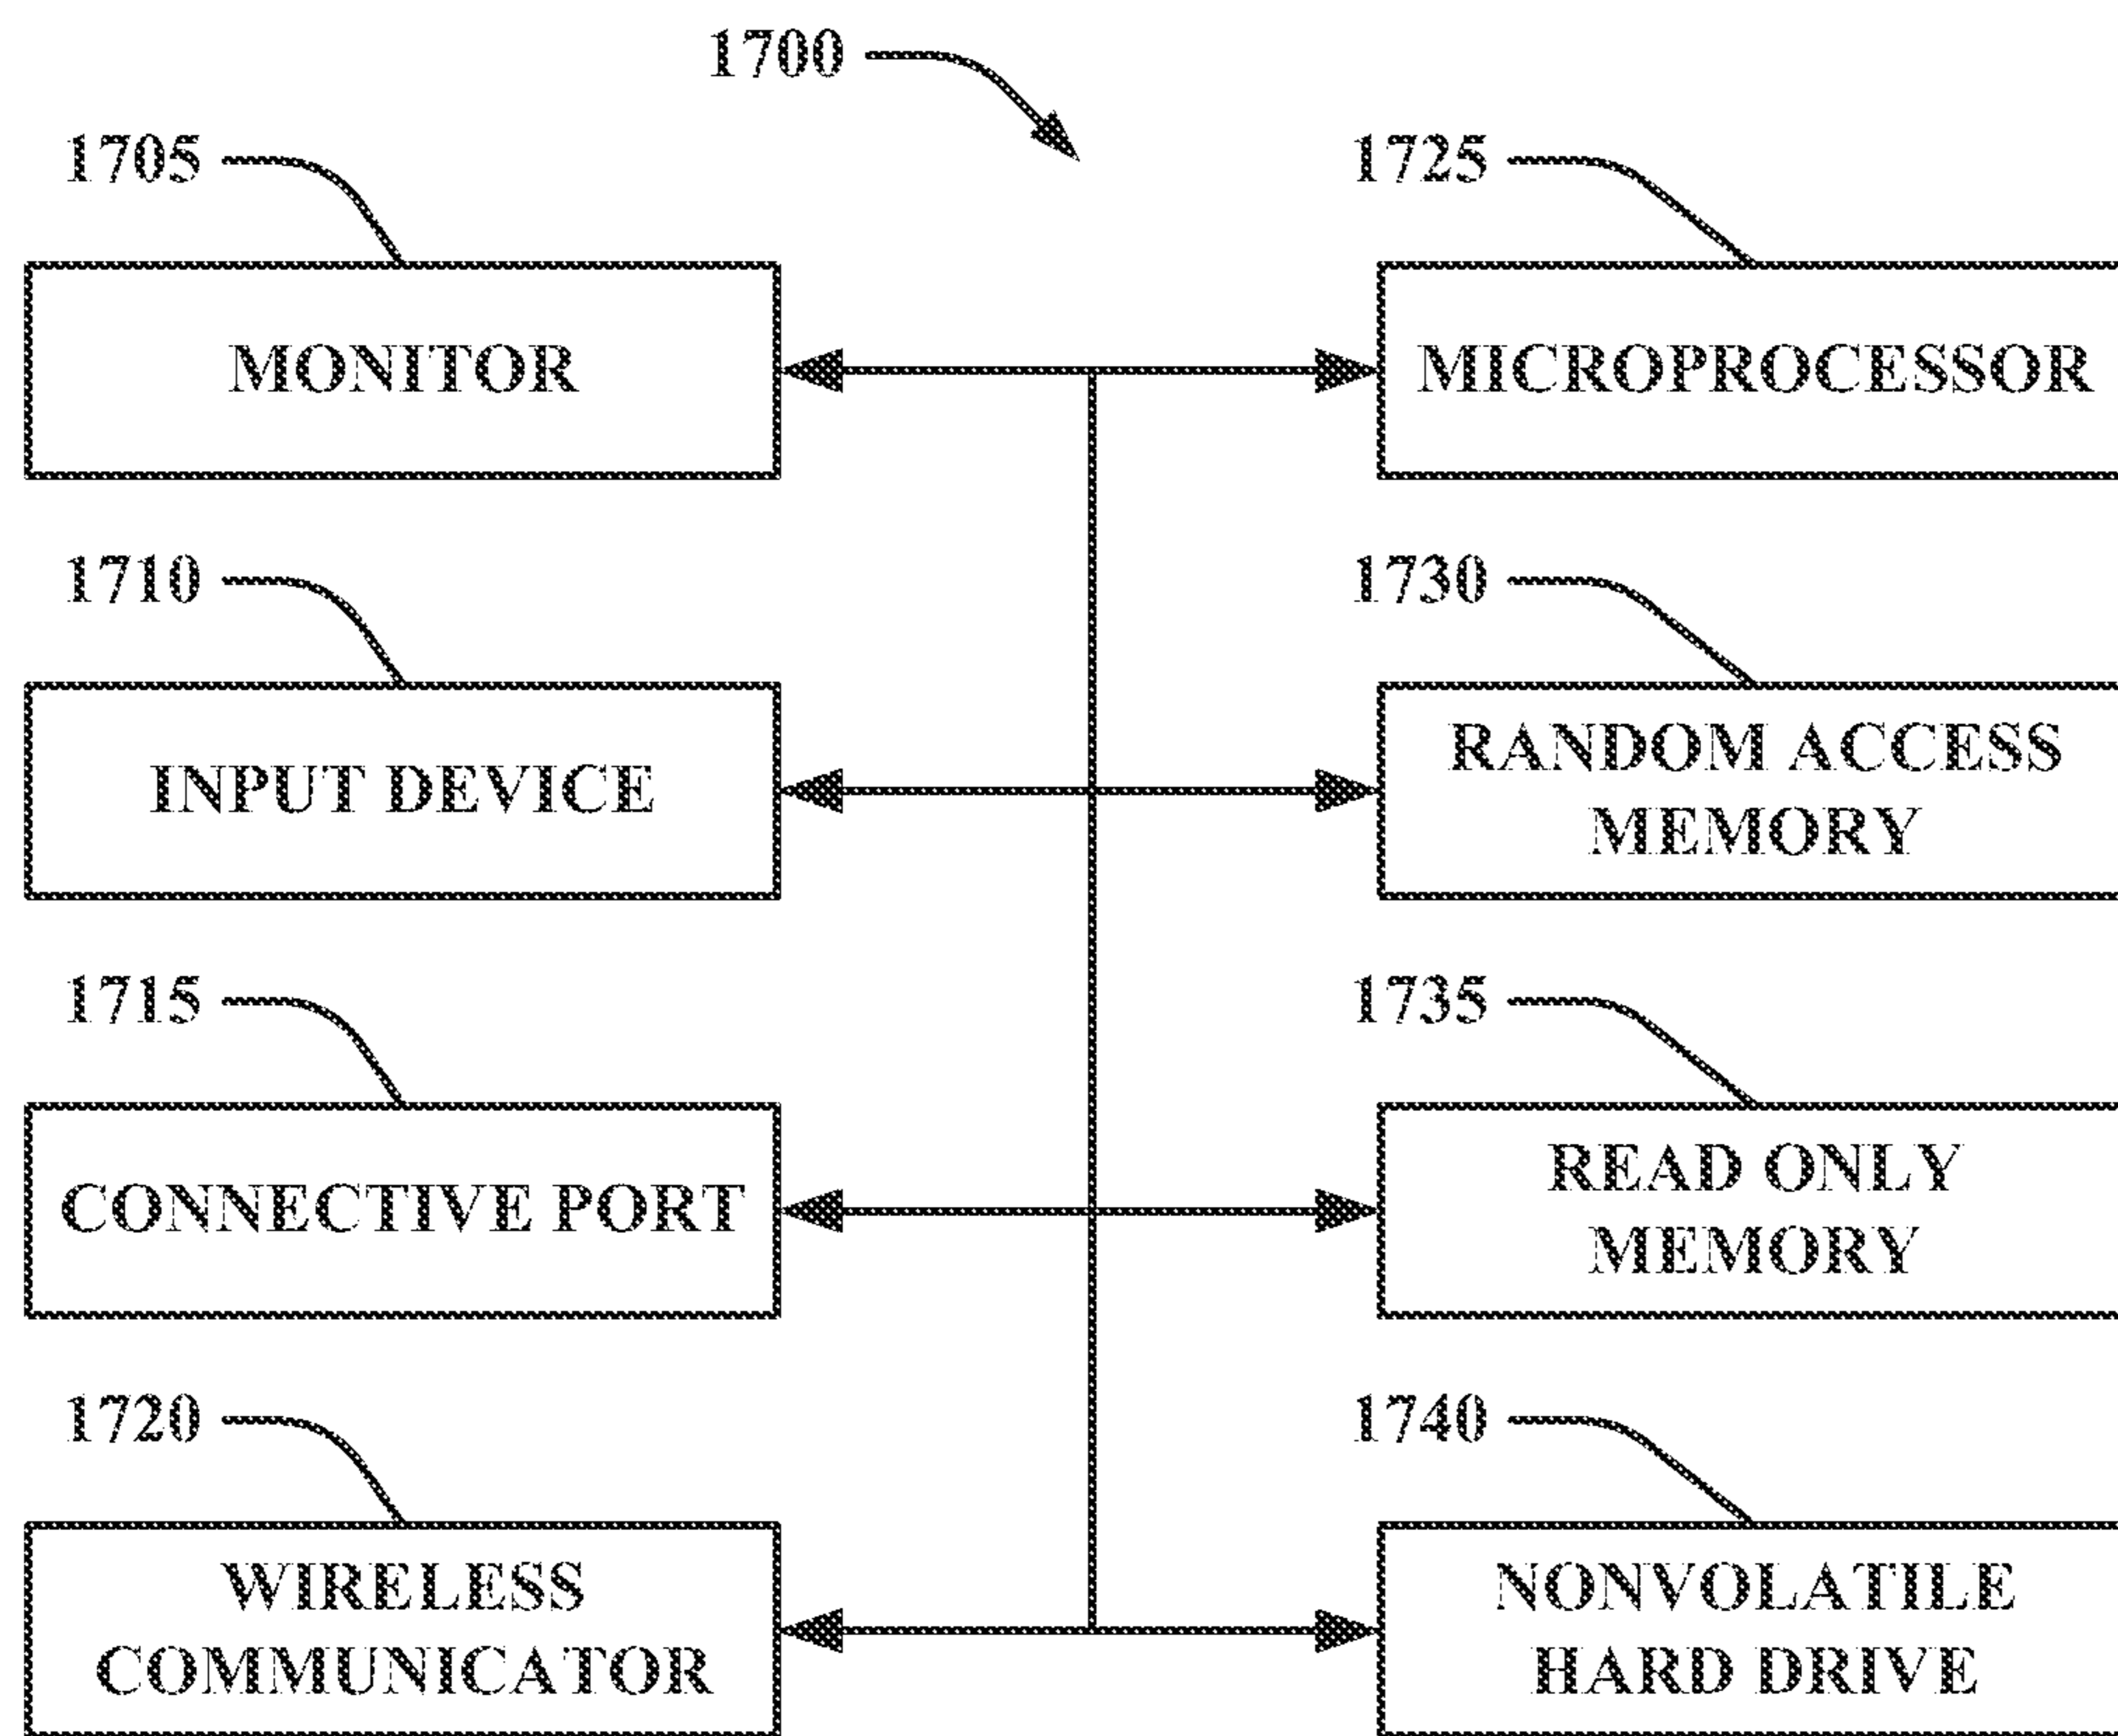 1700
1705
1725
MONITOR
MICROPROCESSOR
1710
1730
INPUT DEVICE
RANDOM ACCESS
MEMORY
1715
1735
CONNECTIVE PORT
READ ONLY
MEMORY
1720
1740
WIRELESS
COMMUNICATOR
NONVOLATILE
HARD DRIVE